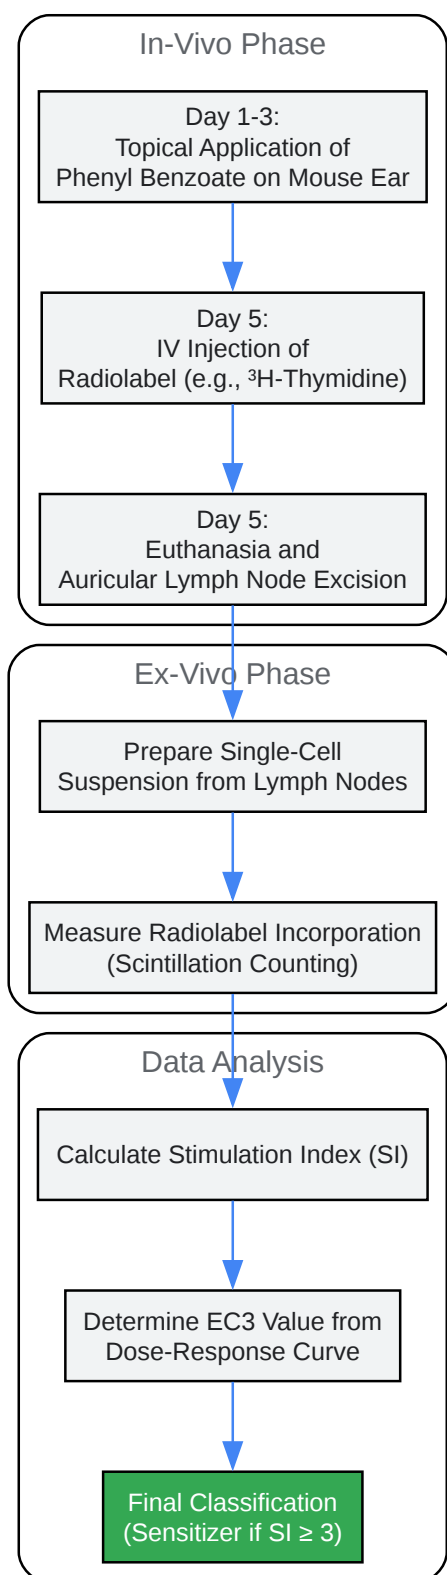 In-Vivo Phase
Day 1-3:
Topical Application of
Phenyl Benzoate on Mouse Ear
Day 5:
IV Injection of
Radiolabel (e.g., ³H-Thymidine)
Day 5:
Euthanasia and
Auricular Lymph Node Excision
Ex-Vivo Phase
Prepare Single-Cell
Suspension from Lymph Nodes
Measure Radiolabel Incorporation
(Scintillation Counting)
Data Analysis
Calculate Stimulation Index (SI)
Determine EC3 Value from
Dose-Response Curve
Final Classification
(Sensitizer if SI ≥ 3)